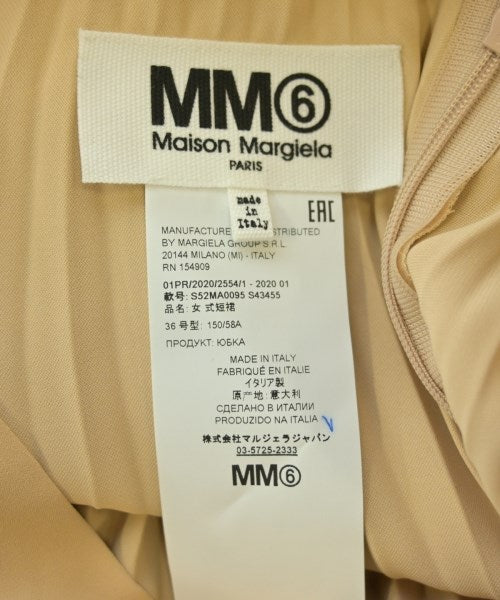 MM⑥
Maison Margiela
PARIS
made
in
Italy
EAC
MANUFACTURE STRIBUTED
BY MARGIELA GROUP S.R.L.
20144 MILANO (MI) - ITALY
RN 154909
01PR/2020/2554/1 - 2020 01
款号: S52MA0095 S43455
品名: 女 式短裙
36 号型: 150/58A
ПРОДУКТ: ЮБКА
MADE IN ITALY
FABRIQUÉ EN ITALIE
イタリア製
原产地: 意大利
СДЕЛАНО В ИТАЛИИ
PRODUZIDO NA ITALIA
株式会社マルジェラジャパン
03-5725-2333
MM⑥